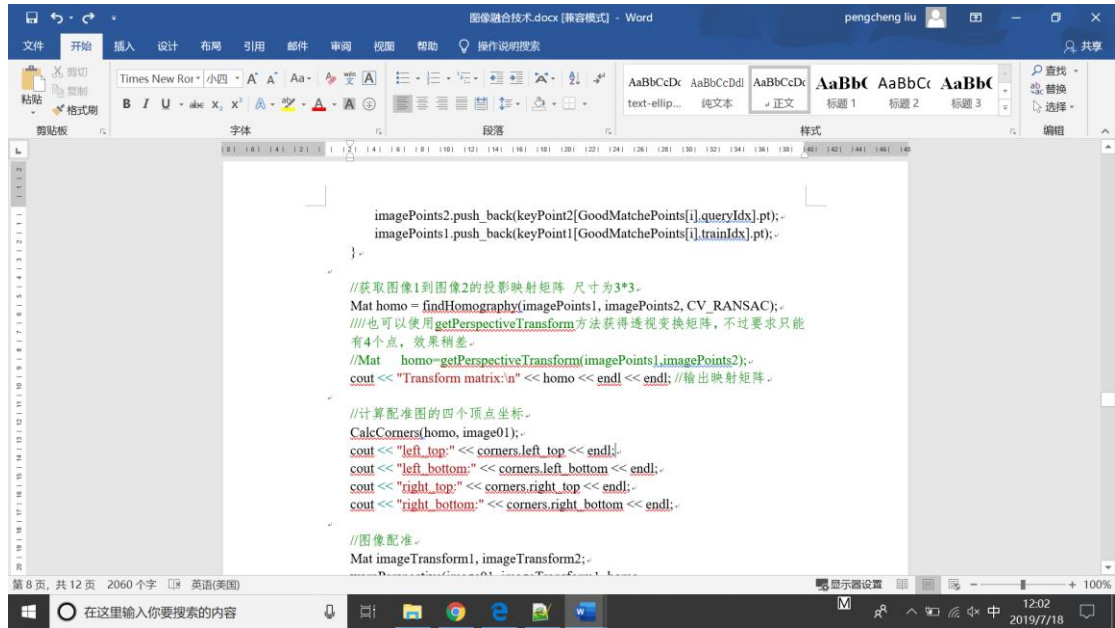 图像融合技术.docx [兼容模式] - Word
pengcheng liu
文件 开始 插入 设计 布局 引用 邮件 审阅 视图 帮助 操作说明搜索 共享
粘贴 剪切 复制 格式刷
Times New Ror 小四
AaBbCcDc AaBbCcDdl AaBbCcDc AaBb( AaBbCc AaBb(
text-ellip... 纯文本 正文 标题 1 标题 2 标题 3
查找
替换
选择
剪贴板 字体 段落 样式 编辑
imagePoints2.push_back(keyPoint2[GoodMatchePoints[i].queryIdx].pt);
imagePoints1.push_back(keyPoint1[GoodMatchePoints[i].trainIdx].pt);
}
//获取图像1到图像2的投影映射矩阵 尺寸为3*3
Mat homo = findHomography(imagePoints1, imagePoints2, CV_RANSAC);
////也可以使用getPerspectiveTransform方法获得透视变换矩阵，不过要求只能
有4个点，效果稍差
//Mat homo=getPerspectiveTransform(imagePoints1,imagePoints2);
cout << "Transform matrix:\n" << homo << endl << endl; //输出映射矩阵
//计算配准图的四个顶点坐标
CalcCorners(homo, image01);
cout << "left_top:" << corners.left_top << endl;
cout << "left_bottom:" << corners.left_bottom << endl;
cout << "right_top:" << corners.right_top << endl;
cout << "right_bottom:" << corners.right_bottom << endl;
//图像配准
Mat imageTransform1, imageTransform2;
第 8 页, 共 12 页 2060 个字 英语(美国) 显示器设置 100%
在这里输入你要搜索的内容
中 12:02
2019/7/18